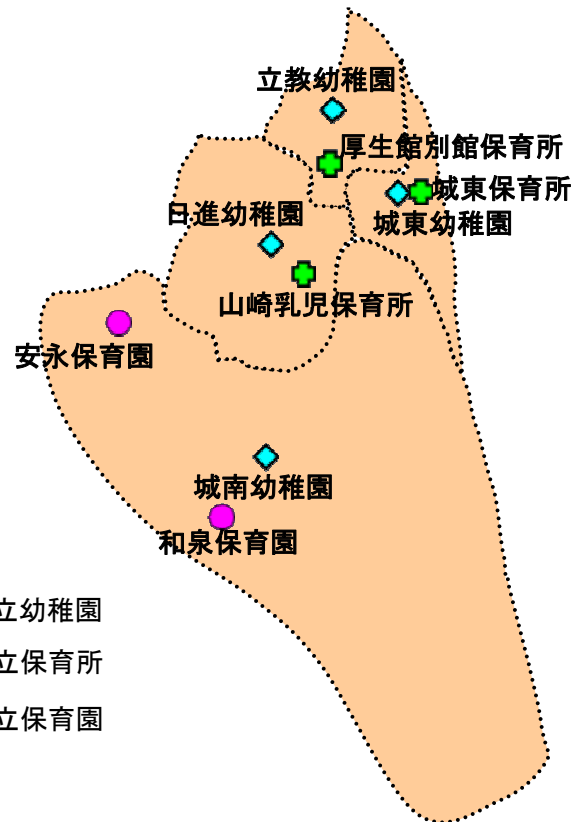 立教幼稚園
厚生館別館保育所
城東保育所
日進幼稚園
城東幼稚園
山崎乳児保育所
安永保育園
城南幼稚園
和泉保育園
立幼稚園
立保育所
立保育園